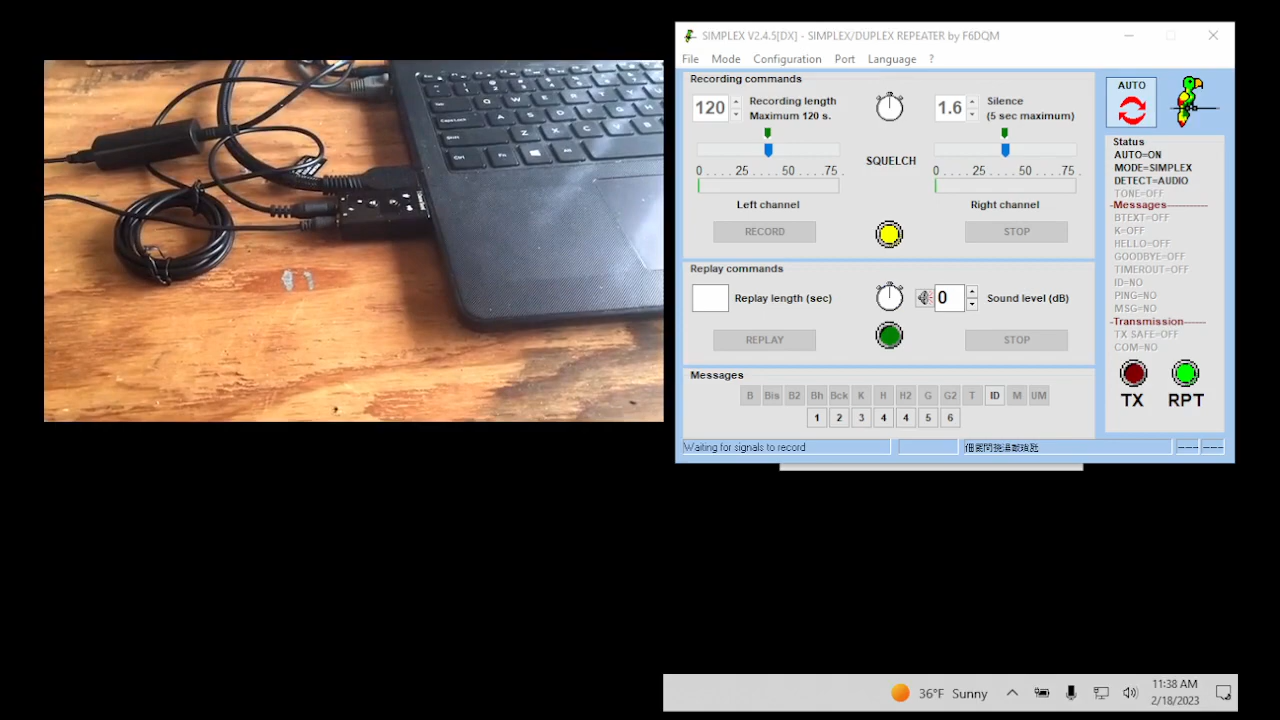 SIMPLEX V2.4.5[DX] - SIMPLEX/DUPLEX REPEATER by F6DQM
File Mode Configuration Port Language ?
Recording commands
120 Recording length
Maximum 120 s.
1.6 Silence
(5 sec maximum)
SQUELCH
0 . . . . 25 . . . 50 . . . . 75 .
0 . . . . 25 . . . 50 . . . . 75 .
Left channel
Right channel
RECORD
STOP
Replay commands
Replay length (sec)
0 Sound level (dB)
REPLAY
STOP
Messages
B Bis B2 Bh Bck K H H2 G G2 T ID M UM
1 2 3 4 4 5 6
Waiting for signals to record
--- ---
AUTO
Status
AUTO=ON
MODE=SIMPLEX
DETECT=AUDIO
TONE=OFF
-Messages-----------
BTEXT=OFF
K=OFF
HELLO=OFF
GOODBYE=OFF
TIMEROUT=OFF
ID=NO
PING=NO
MSG=NO
-Transmission------
TX SAFE=OFF
COM=NO
TX RPT
36°F Sunny
11:38 AM
2/18/2023